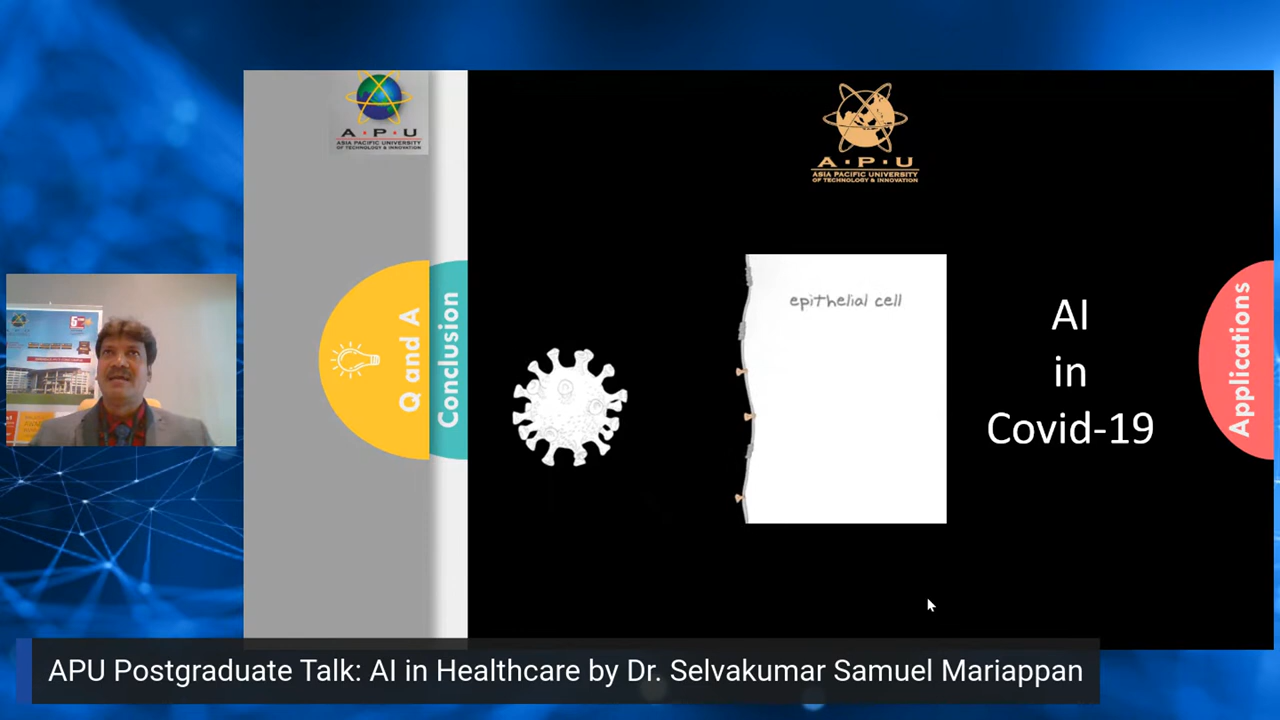 A·P·U
ASIA PACIFIC UNIVERSITY
OF TECHNOLOGY & INNOVATION
Q and A
Conclusion
A·P·U
ASIA PACIFIC UNIVERSITY
OF TECHNOLOGY & INNOVATION
epithelial cell
AI
in
Covid-19
Applications
APU Postgraduate Talk: AI in Healthcare by Dr. Selvakumar Samuel Mariappan